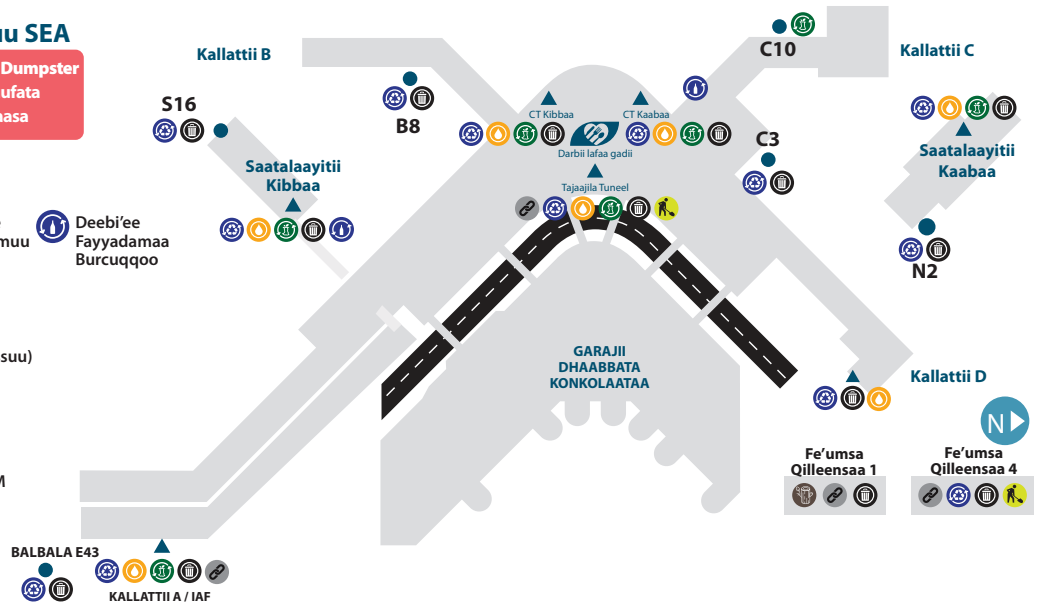 SEA
Dumpster
Kallattii B
S16
B8
C10
Kallattii C
CT Kibbaa
CT Kaabaa
Darbii lafaa gadii
Tajaajila Tuneel
C3
Saatalaayitii
Kibbaa
Saatalaayitii
Kaabaa
N2
Deebi'ee
Fayyadamaa
Burcuqqoo
GARAJII
DHAABBATA
KONKOLAATAA
Kallattii D
N
Fe'umsa
Qilleensaa 1
Fe'umsa
Qilleensaa 4
BALBALA E43
KALLATTII A / IAF